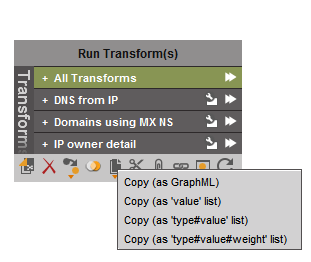 Run Transform(s)
Transform
+ All Transforms
+ DNS from IP
+ Domains using MX NS
+ IP owner detail
Copy (as GraphML)
Copy (as 'value' list)
Copy (as 'type#value' list)
Copy (as 'type#value#weight' list)